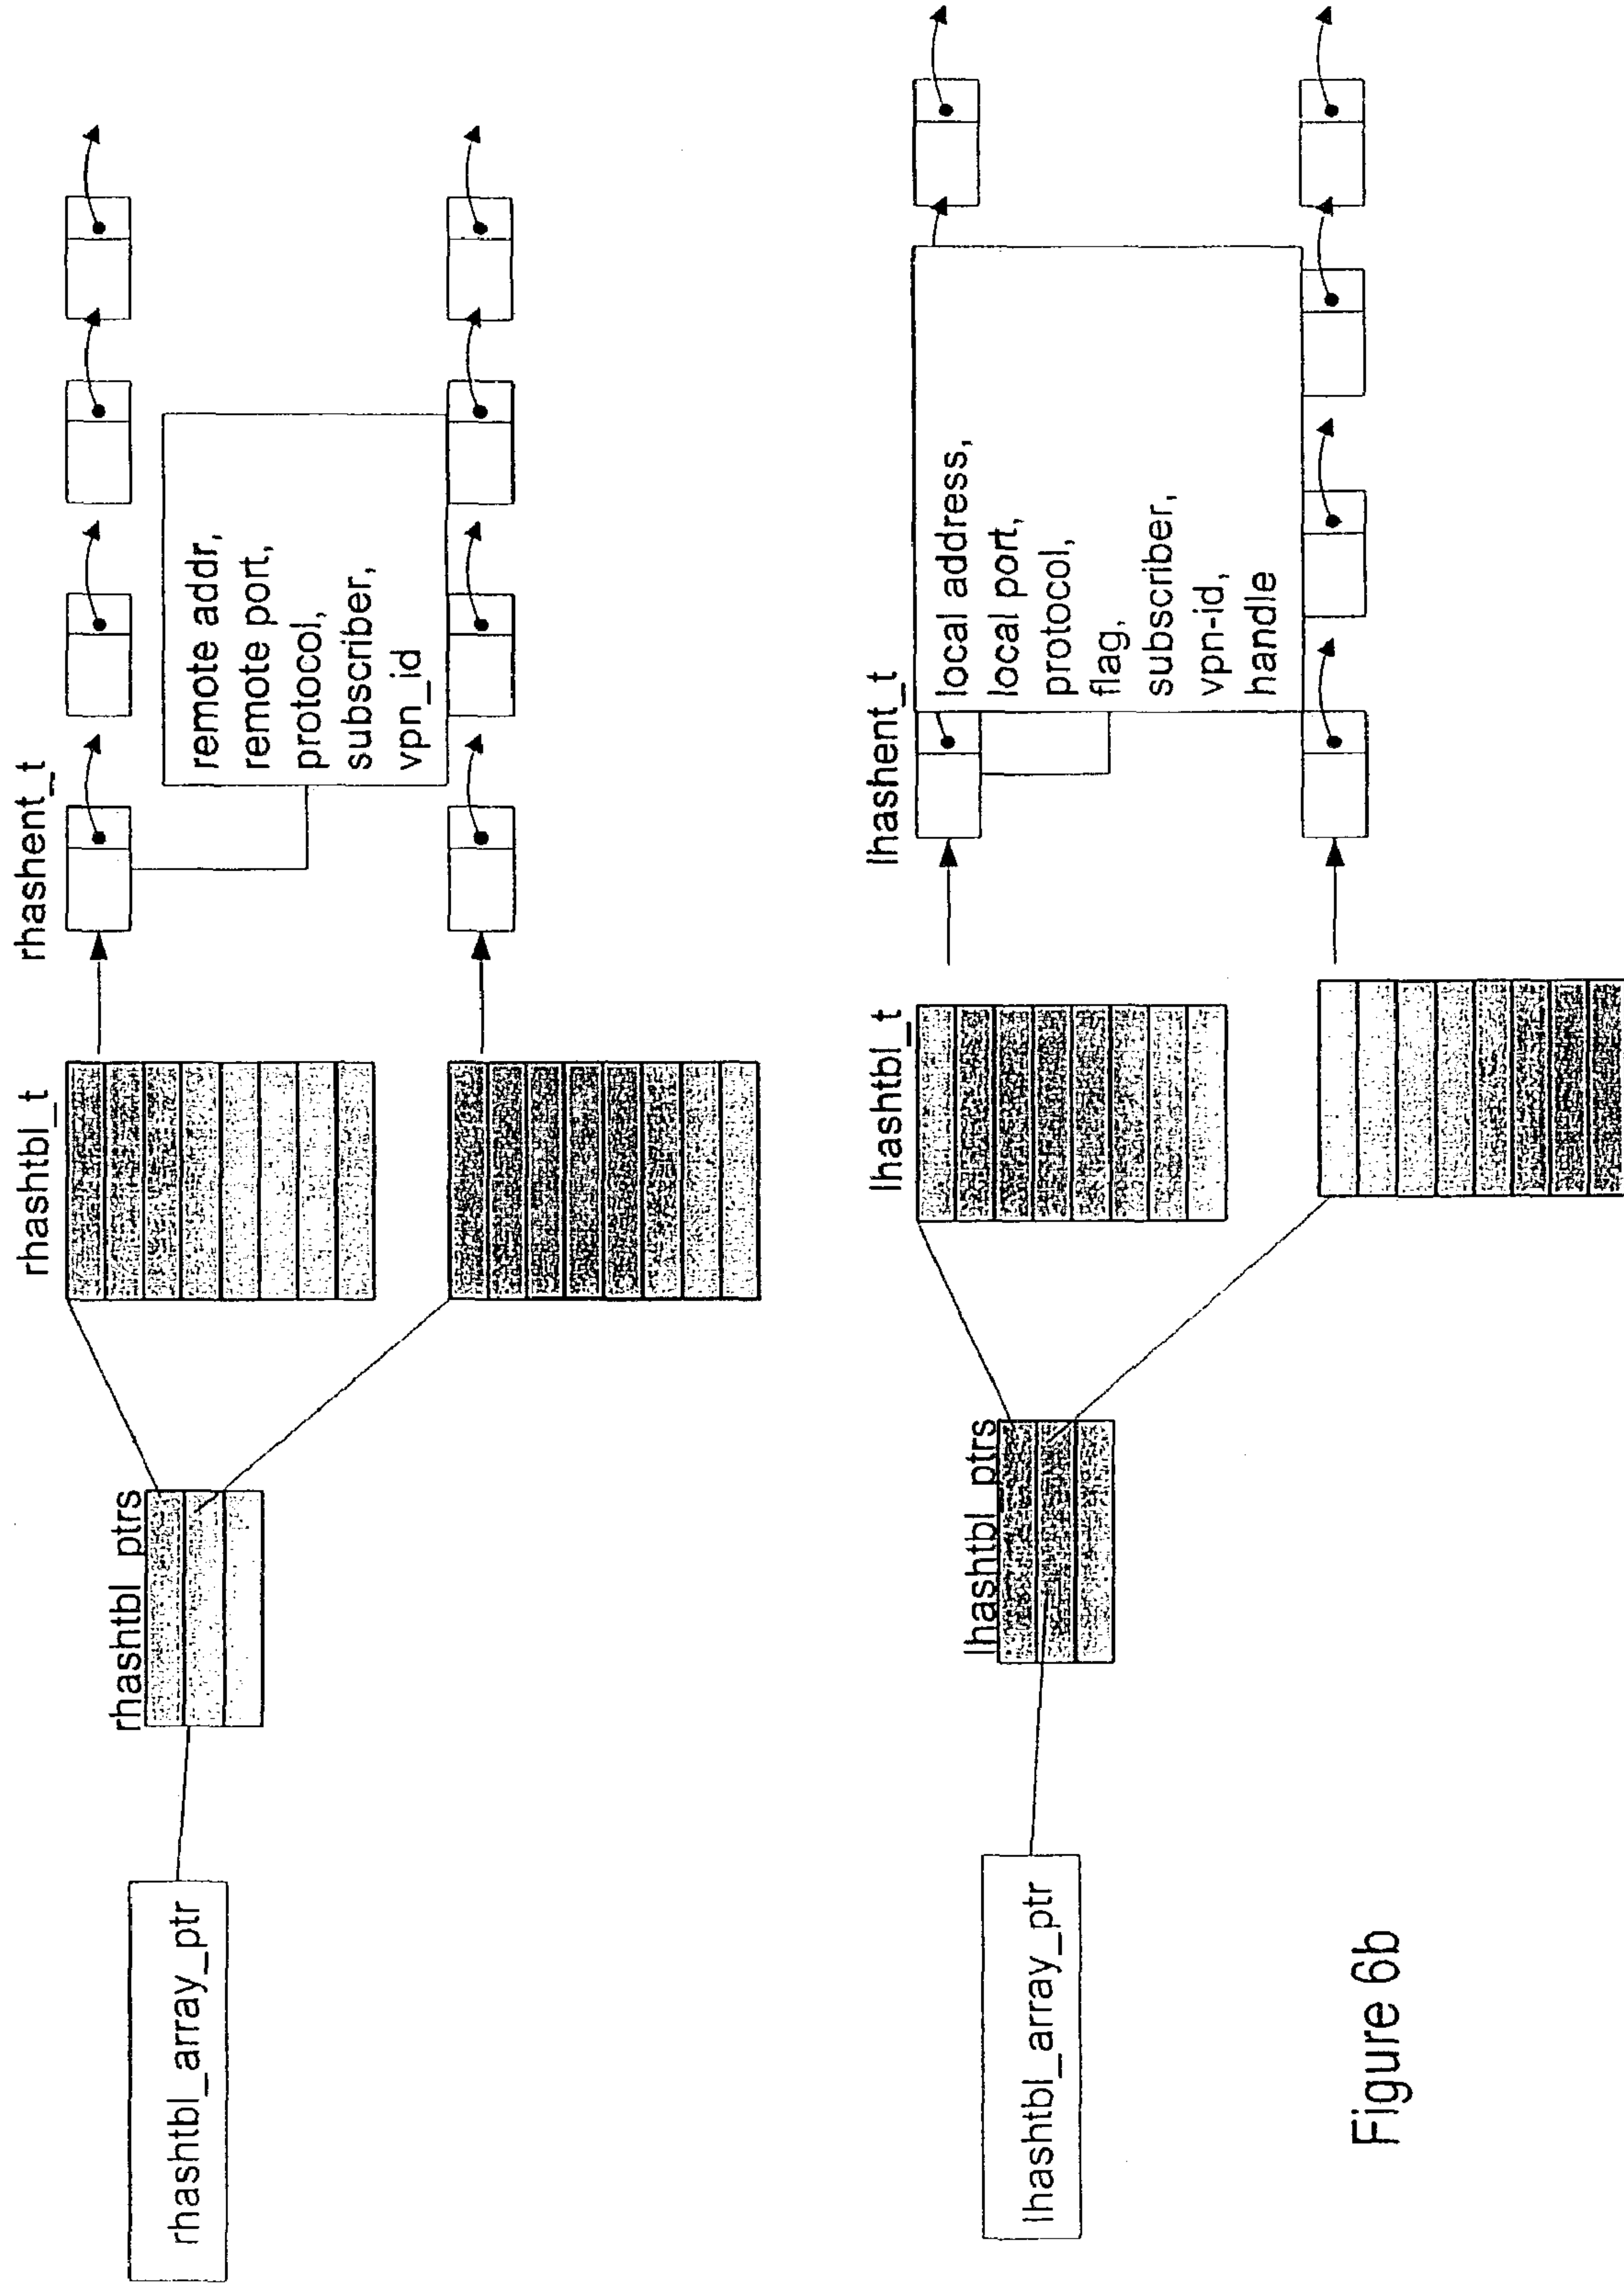 rhashtbl_array_ptr
rhashtbl_ptrs
rhashtbl_t
rhashent_t
remote addr,
remote port,
protocol,
subscriber,
vpn_id
lhashtbl_array_ptr
lhashtbl_ptrs
lhashtbl_t
lhashent_t
local address,
local port,
protocol,
flag,
subscriber,
vpn-id,
handle
Figure 6b